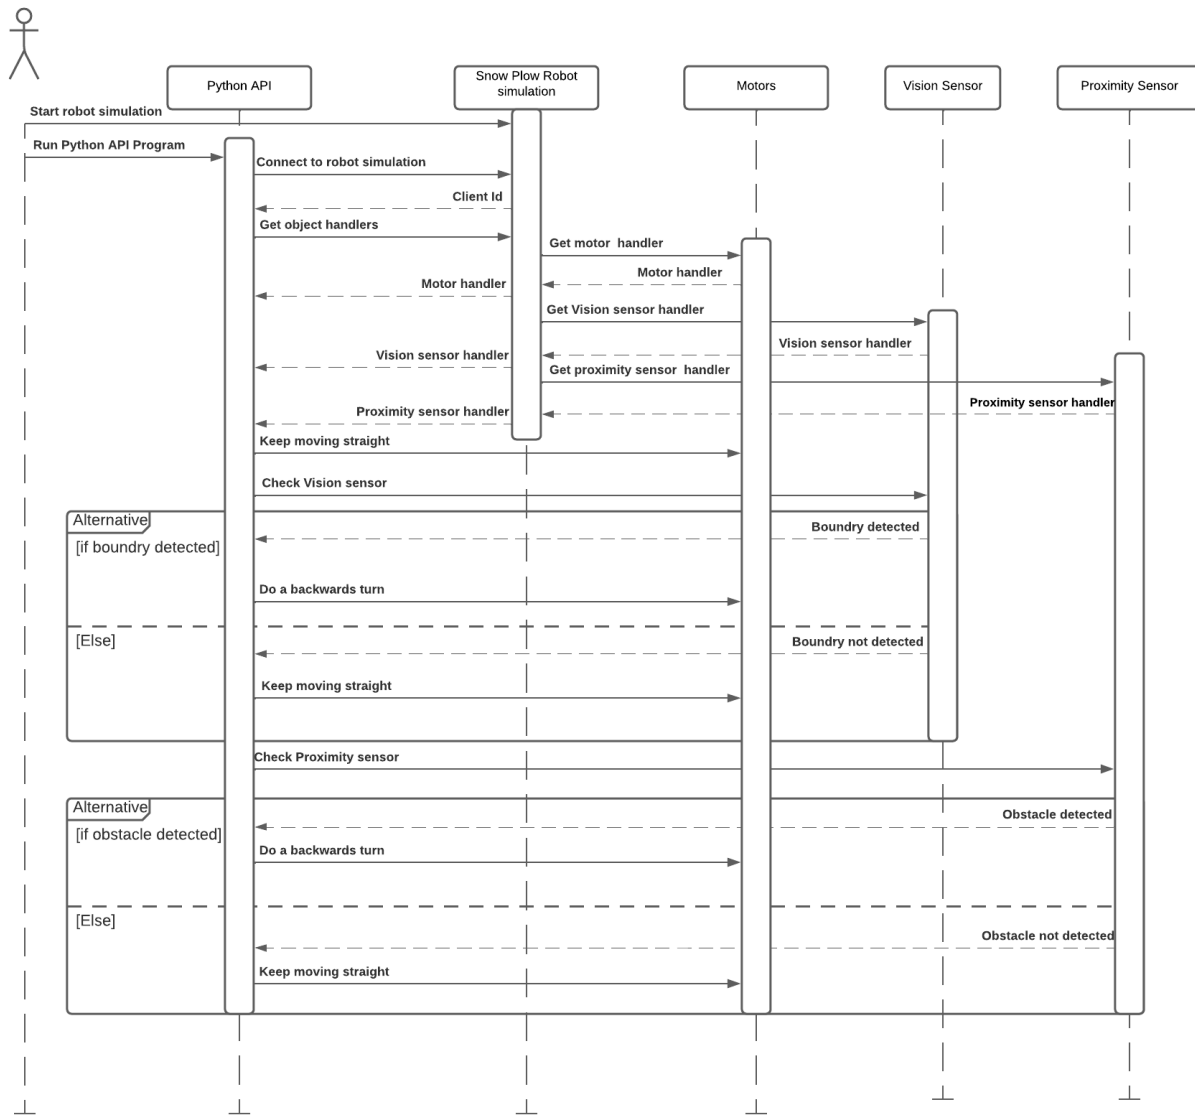 Python API
Snow Plow Robot
simulation
Motors
Vision Sensor
Proximity Sensor
Start robot simulation
Run Python API Program
Connect to robot simulation
Client Id
Get object handlers
Get motor  handler
Motor handler
Motor handler
Get Vision sensor handler
Vision sensor handler
Vision sensor handler
Get proximity sensor  handler
Proximity sensor handler
Proximity sensor handler
Keep moving straight
Check Vision sensor
Alternative
Boundry detected
[if boundry detected]
Do a backwards turn
[Else]
Boundry not detected
Keep moving straight
Check Proximity sensor
Alternative
Obstacle detected
[if obstacle detected]
Do a backwards turn
[Else]
Obstacle not detected
Keep moving straight